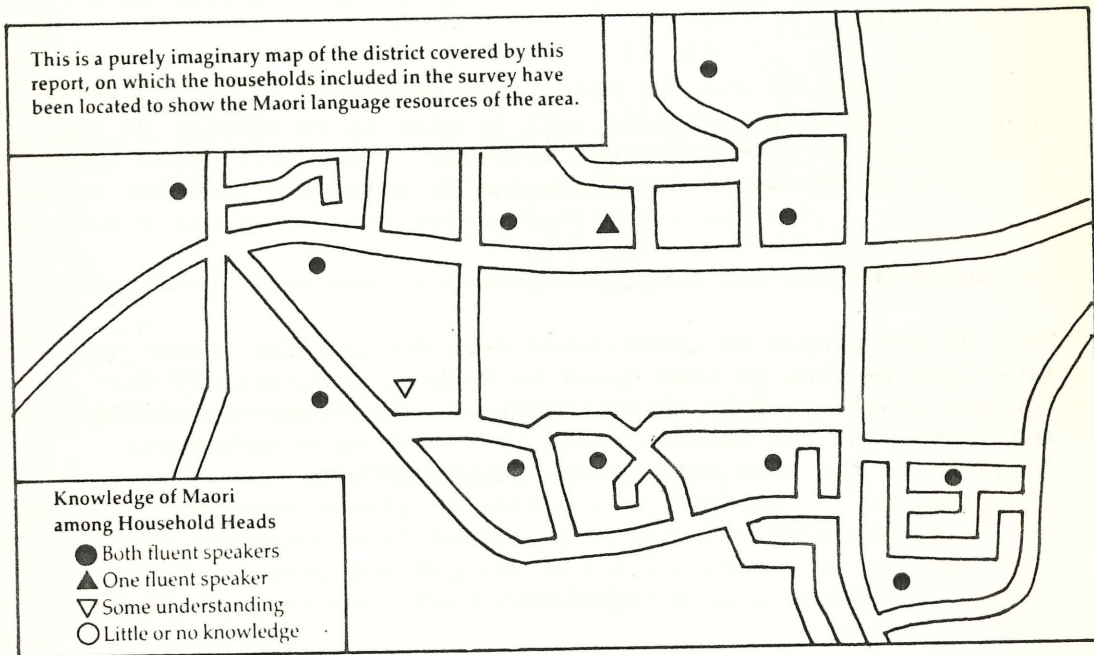 This is a purely imaginary map of the district covered by this
report, on which the households included in the survey have
been located to show the Maori language resources of the area.
Knowledge of Maori
among Household Heads
Both fluent speakers
One fluent speaker
Some understanding
Little or no knowledge